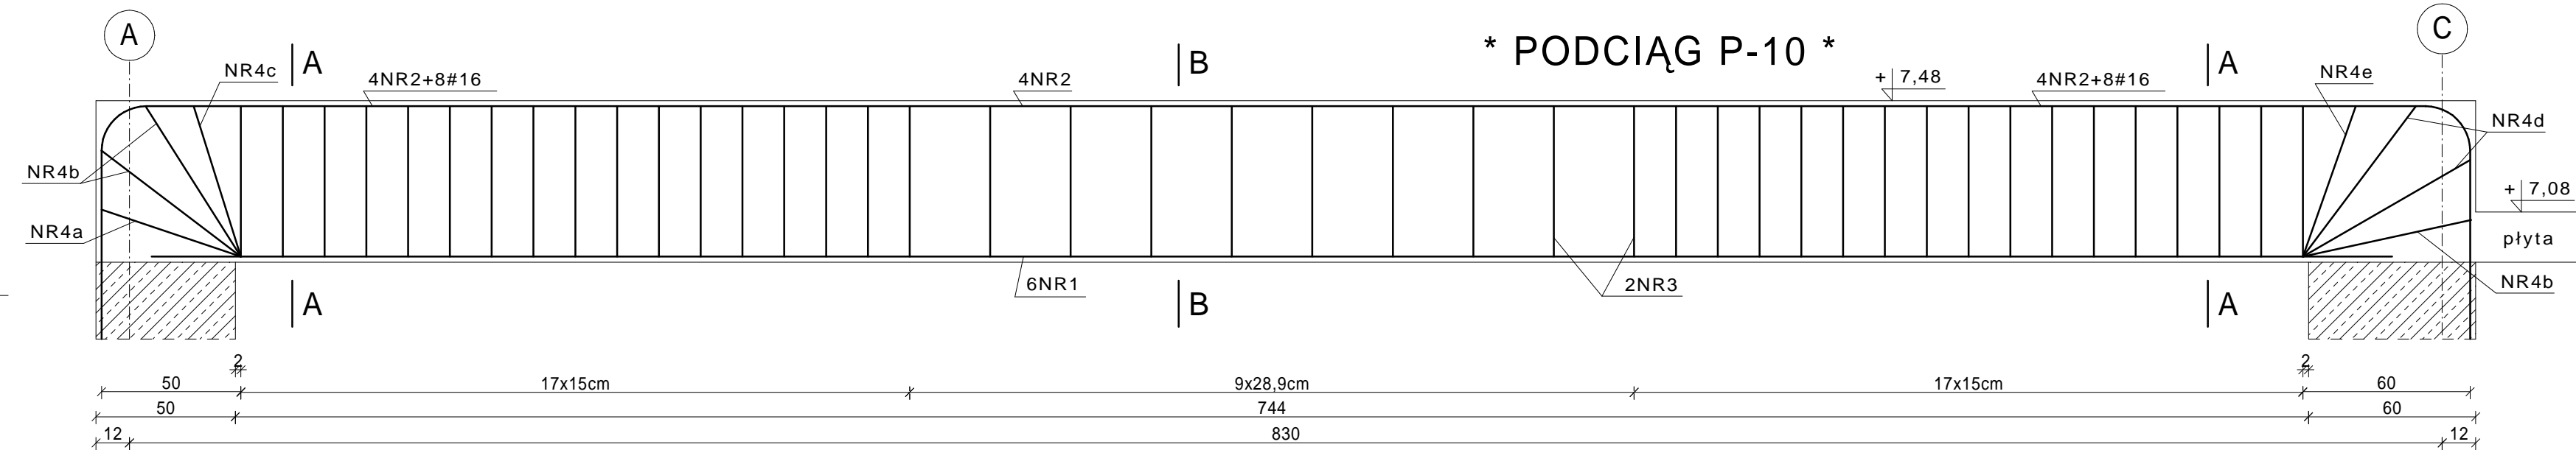 A
C
* PODCIĄG P-10 *
NR4c
A
4NR2+8#16
4NR2
B
+ 7,48
4NR2+8#16
A
NR4e
NR4d
NR4b
+ 7,08
NR4a
płyta
A
6NR1
B
2NR3
A
NR4b
2
2
50
17x15cm
9x28,9cm
17x15cm
60
50
744
60
12
830
12